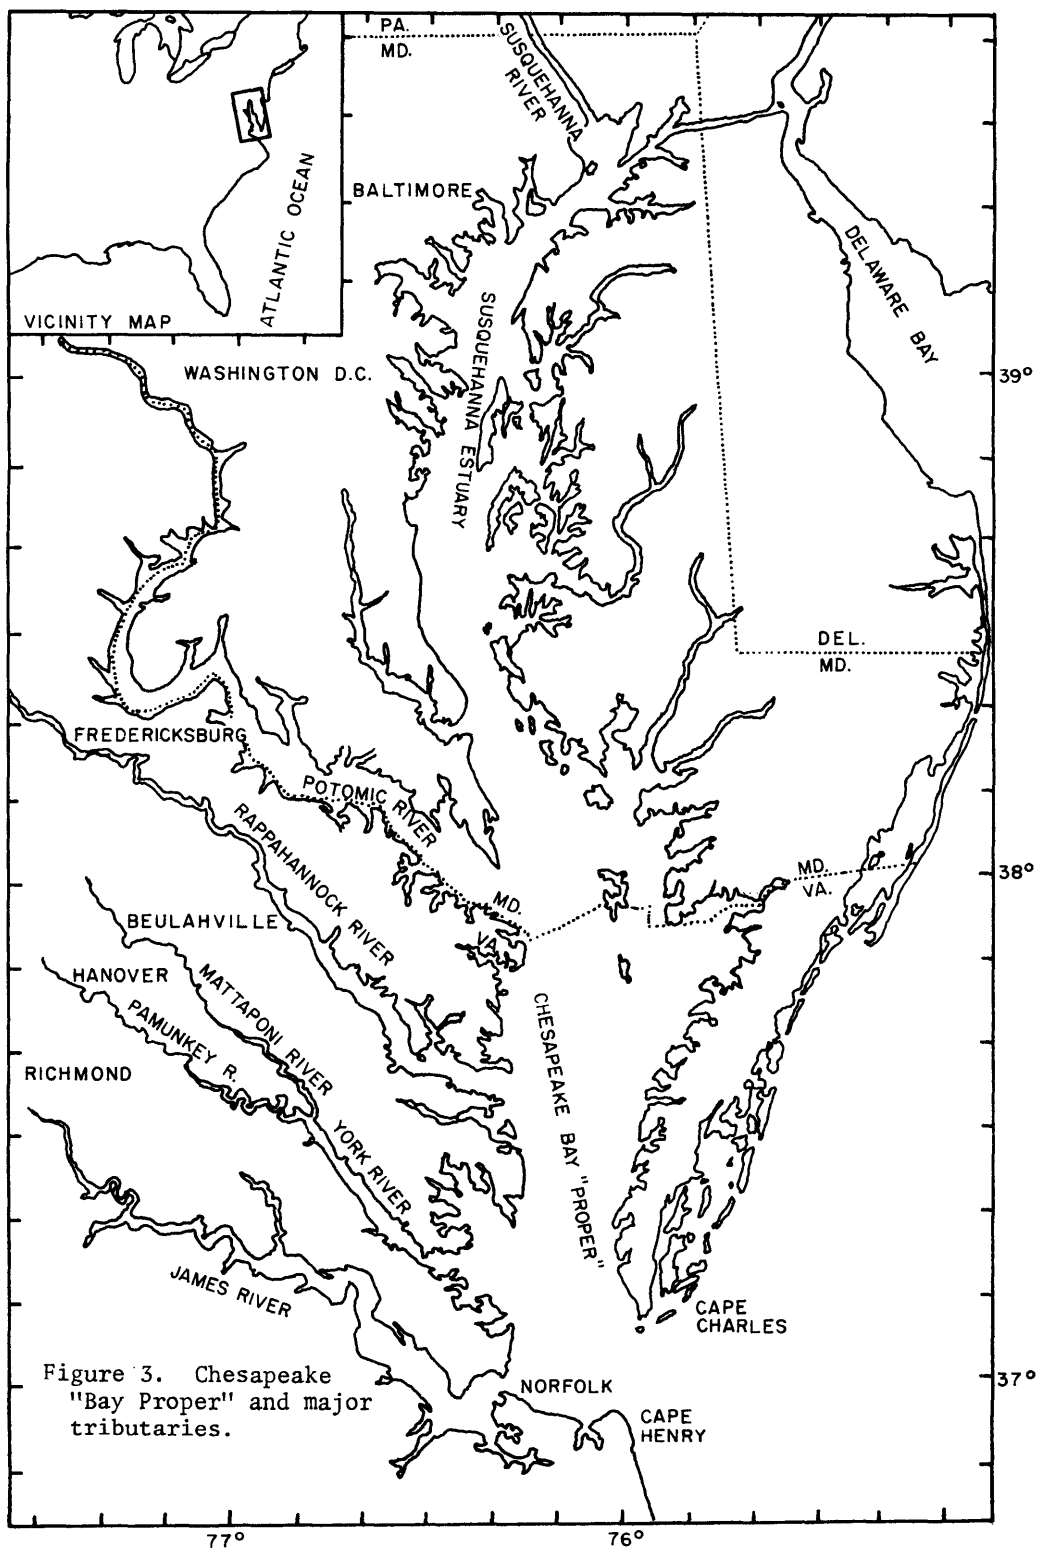 PA.
MD.
SUSQUEHANNA
RIVER
BALTIMORE
ATLANTIC OCEAN
VICINITY MAP
DELAWARE BAY
SUSQUEHANNA ESTUARY
WASHINGTON D.C.
39°
DEL.
MD.
FREDERICKSBURG
POTOMIC RIVER
RAPPAHANNOCK RIVER
MD.
VA.
38°
MD.
VA.
BEULAHVILLE
HANOVER
MATTAPONI RIVER
PAMUNKEY R.
RICHMOND
YORK RIVER
CHESAPEAKE BAY "PROPER"
JAMES RIVER
CAPE
CHARLES
Figure 3. Chesapeake
"Bay Proper" and major
tributaries.
37°
NORFOLK
CAPE
HENRY
77°
76°